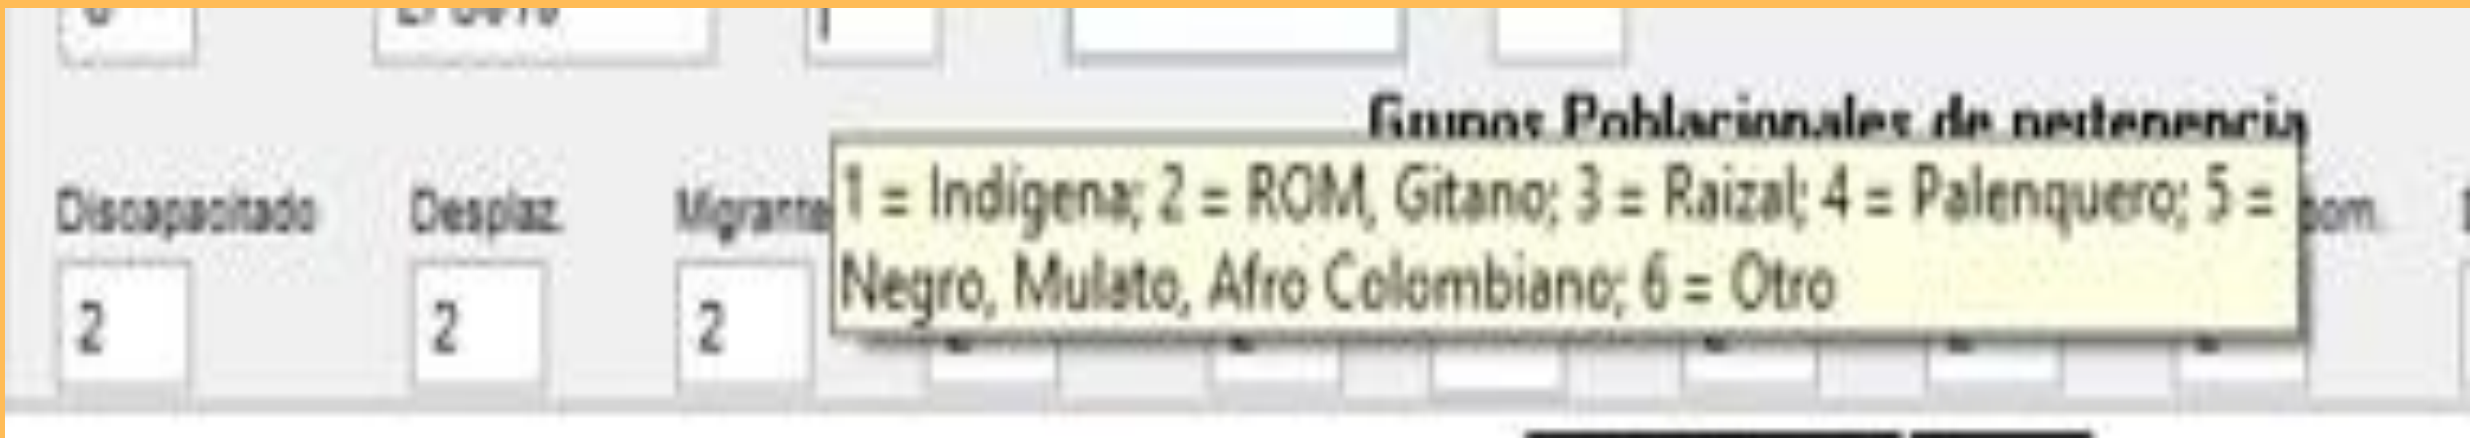 Grupos Poblacionales de pertenencia
Discapacitado Desplaz. Migrante
1 = Indígena; 2 = ROM, Gitano; 3 = Raizal; 4 = Palenquero; 5 =
Negro, Mulato, Afro Colombiano; 6 = Otro
2 2 2